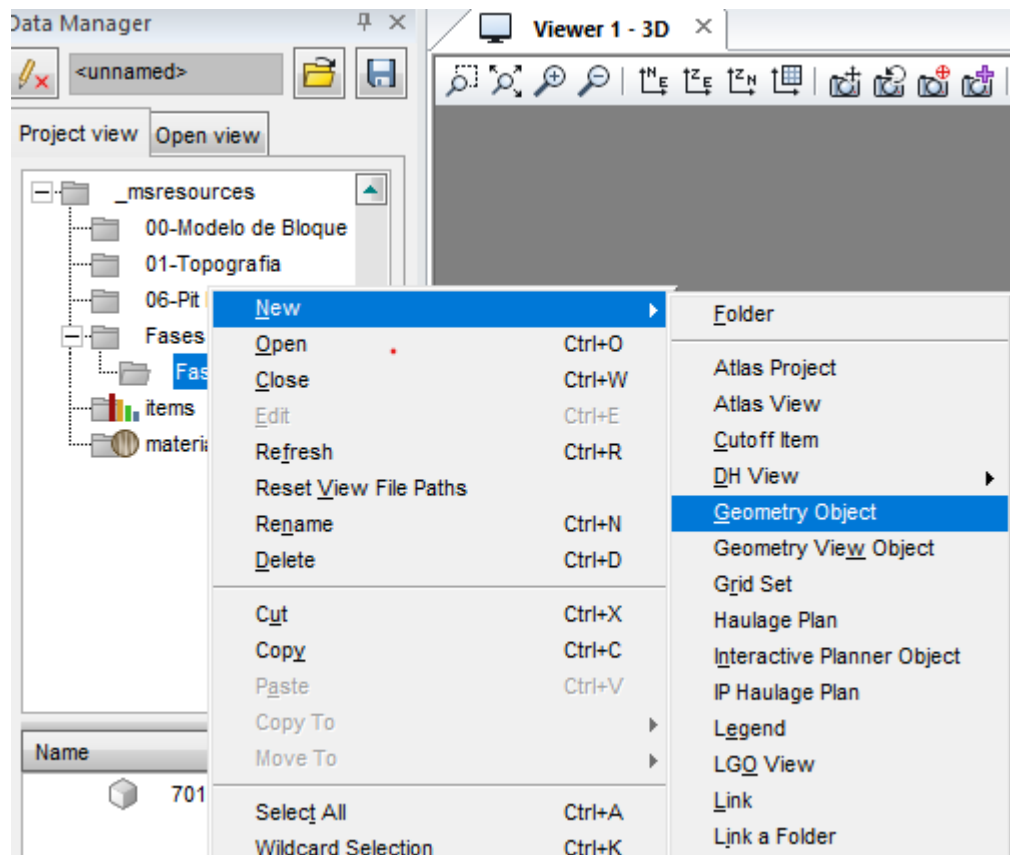 Data Manager
Viewer 1 - 3D
<unnamed>
Project view
Open view
_msresources
00-Modelo de Bloque
01-Topografia
06-Pit
Fases
Fas
items
materi
Name
701
New
Open Ctrl+O
Close Ctrl+W
Edit Ctrl+E
Refresh Ctrl+R
Reset View File Paths
Rename Ctrl+N
Delete Ctrl+D
Cut Ctrl+X
Copy Ctrl+C
Paste Ctrl+V
Copy To
Move To
Select All Ctrl+A
Wildcard Selection Ctrl+K
Folder
Atlas Project
Atlas View
Cutoff Item
DH View
Geometry Object
Geometry View Object
Grid Set
Haulage Plan
Interactive Planner Object
IP Haulage Plan
Legend
LGO View
Link
Link a Folder